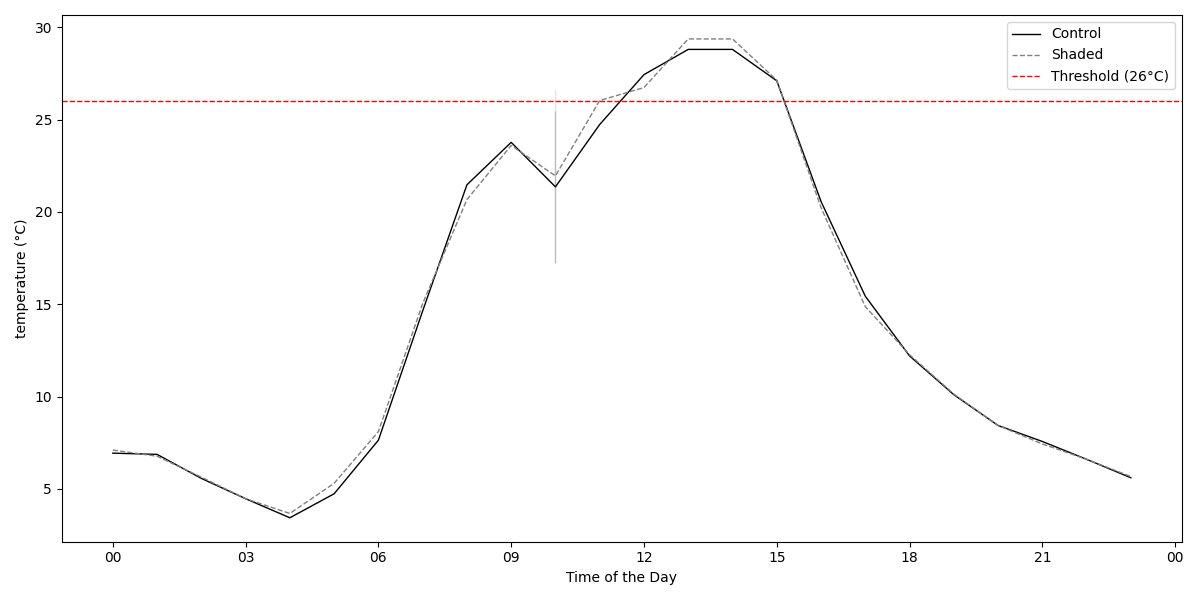 30
25
20
15
10
5
temperature (°C)
Control
Shaded
Threshold (26°C)
00 03 06 09 12 15 18 21 00
Time of the Day